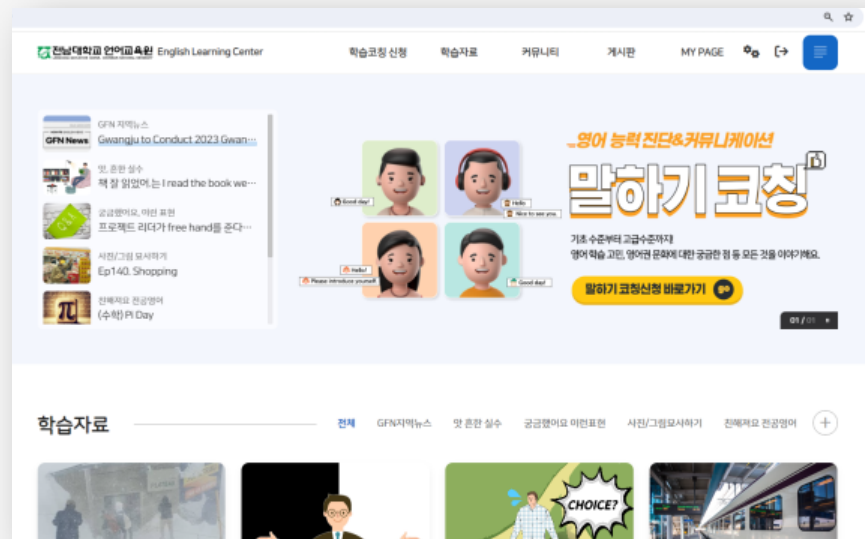 전남대학교 언어교육원 English Learning Center
학습코칭 신청 학습자료 커뮤니티 게시판 MY PAGE
GFN News
GFN 지역뉴스
Gwangju to Conduct 2023 Gwan···
앗, 흔한 실수
책 잘 읽었어.는 I read the book we···
궁금했어요, 이런 표현
프로젝트 리더가 free hand를 준다···
사진/그림 묘사하기
Ep140. Shopping
친해져요 전공영어
(수학) Pi Day
Good day!
Hello
Nice to see you.
Hello!
Please introduce yourself
Good day!
영어 능력 진단&커뮤니케이션
말하기 코칭
기초 수준부터 고급수준까지!
영어 학습 고민, 영어권 문화에 대한 궁금한 점 등 모든 것을 이야기해요.
말하기 코칭신청 바로가기 go
01 / 01
학습자료
전체 GFN지역뉴스 앗 흔한 실수 궁금했어요 이런표현 사진/그림묘사하기 친해져요 전공영어
CHOICE?